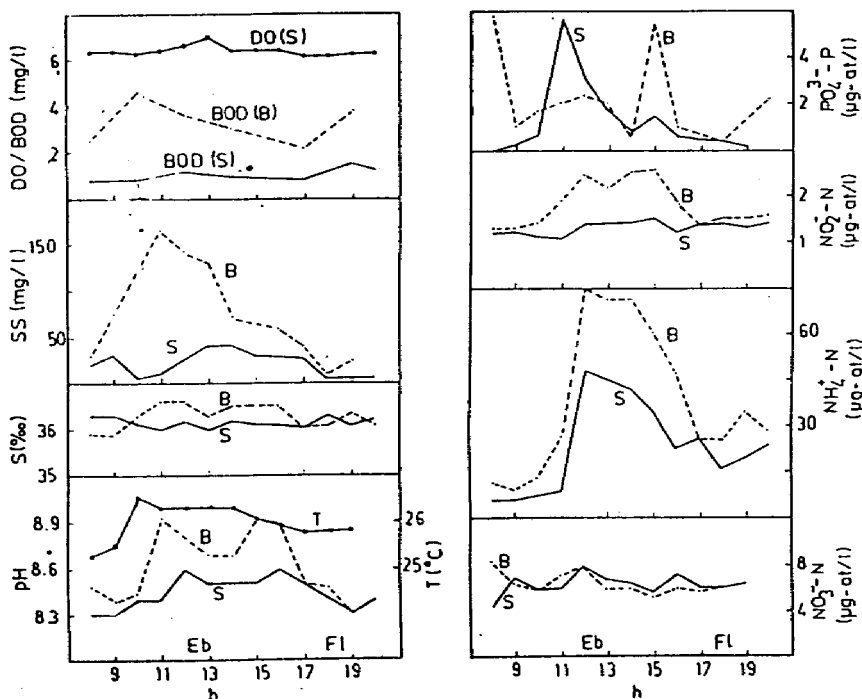 DO/BOD (mg/l)
6
4
2
DO(S)
BOD(B)
BOD(S)
SS (mg/l)
150
50
B
S
S(‰)
36
35
B
S
pH
8.9
8.6
8.3
T
B
S
26
25
T(°C)
Eb
Fl
9
11
13
15
17
19
h
S
B
4
2
PO₄³⁻-P
(µg-at/l)
B
S
2
1
NO₂⁻-N
(µg-at/l)
B
S
60
30
NH₄⁺-N
(µg-at/l)
B
S
8
4
NO₃⁻-N
(µg-at/l)
Eb
Fl
9
11
13
15
17
19
h